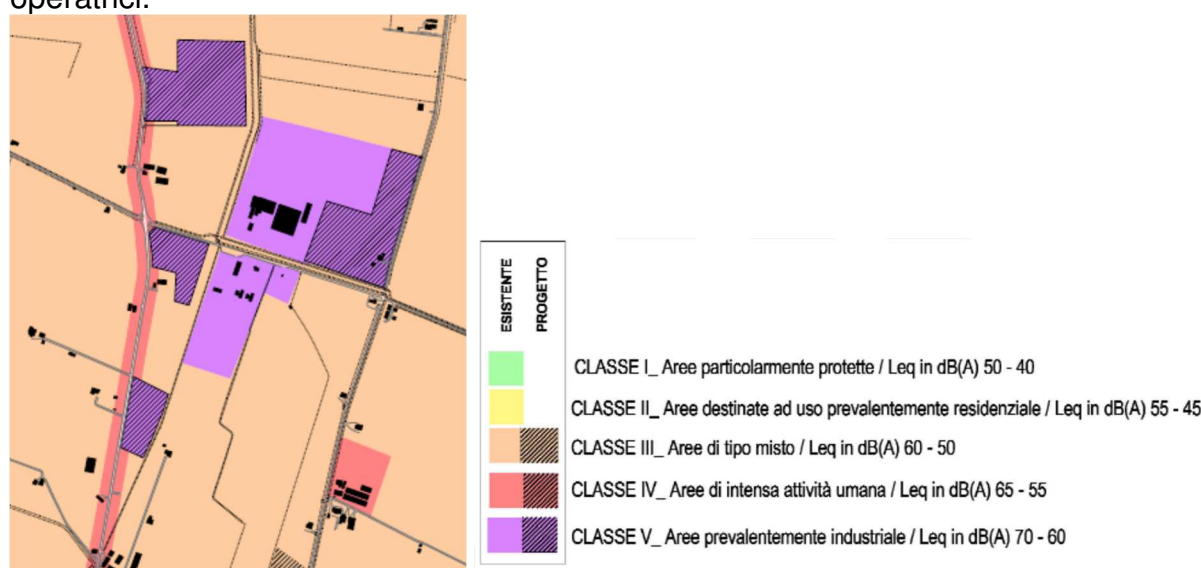 operatrici.
ESISTENTE
PROGETTO
CLASSE I_ Aree particolarmente protette / Leq in dB(A) 50 - 40
CLASSE II_ Aree destinate ad uso prevalentemente residenziale / Leq in dB(A) 55 - 45
CLASSE III_ Aree di tipo misto / Leq in dB(A) 60 - 50
CLASSE IV_ Aree di intensa attività umana / Leq in dB(A) 65 - 55
CLASSE V_ Aree prevalentemente industriale / Leq in dB(A) 70 - 60